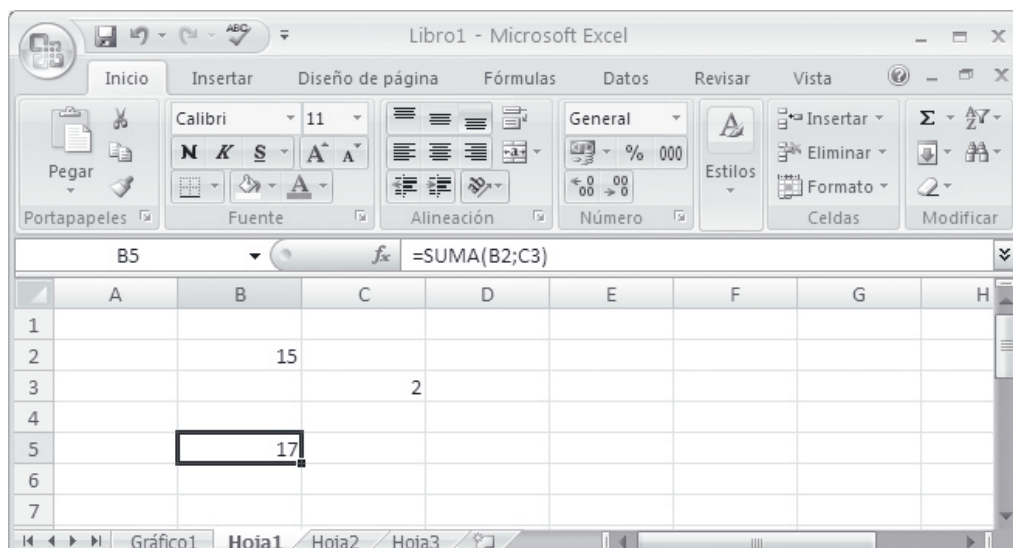 ABC
Libro1 - Microsoft Excel
Inicio Insertar Diseño de página Fórmulas Datos Revisar Vista
Calibri 11 General Insertar Σ A Z
N K S A A % 000 Eliminar
Pegar A Estilos Formato
Portapapeles Fuente Alineación Número Celdas Modificar
B5 fx =SUMA(B2;C3)
A B C D E F G H
1
2 15
3 2
4
5 17
6
7
Gráfico1 Hoja1 Hoja2 Hoja3